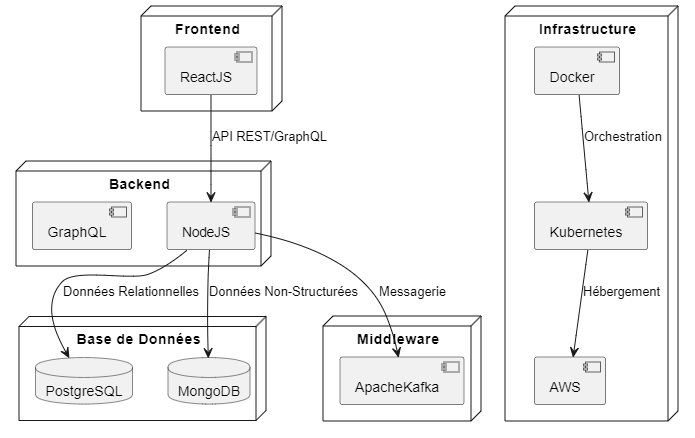 Frontend
ReactJS
API REST/GraphQL
Backend
GraphQL
NodeJS
Données Relationnelles
Données Non-Structurées
Messagerie
Base de Données
PostgreSQL
MongoDB
Middleware
ApacheKafka
Infrastructure
Docker
Orchestration
Kubernetes
Hébergement
AWS